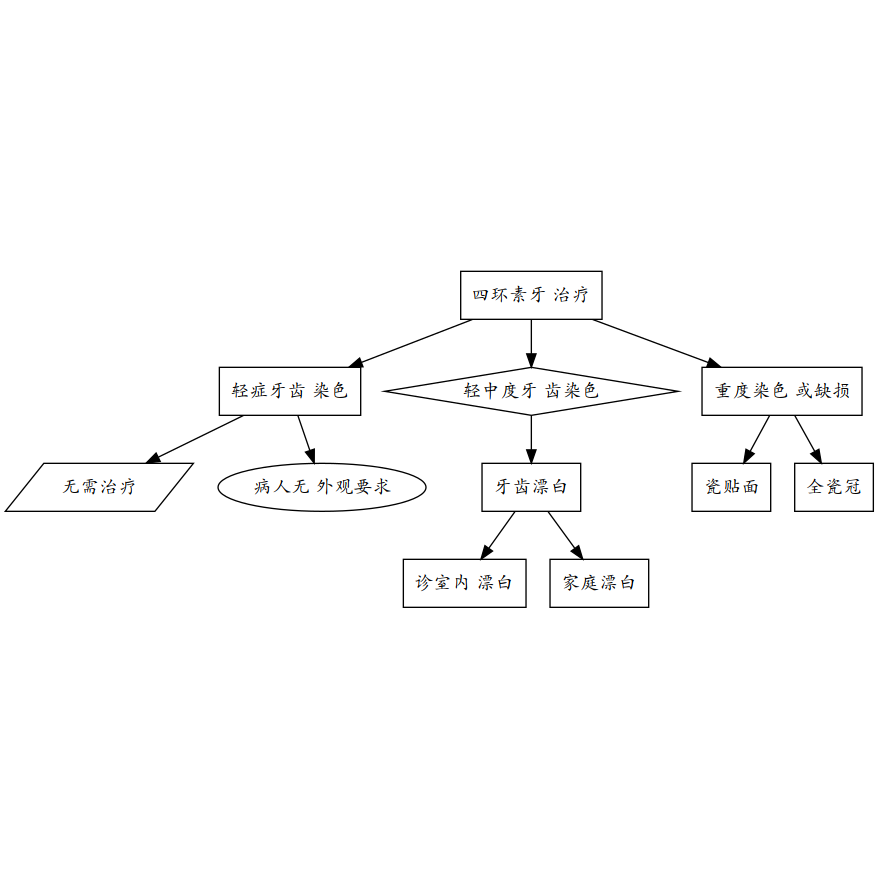 四环素牙 治疗
轻症牙齿 染色
轻中度牙 齿染色
重度染色 或缺损
无需治疗
病人无 外观要求
牙齿漂白
瓷贴面
全瓷冠
诊室内 漂白
家庭漂白